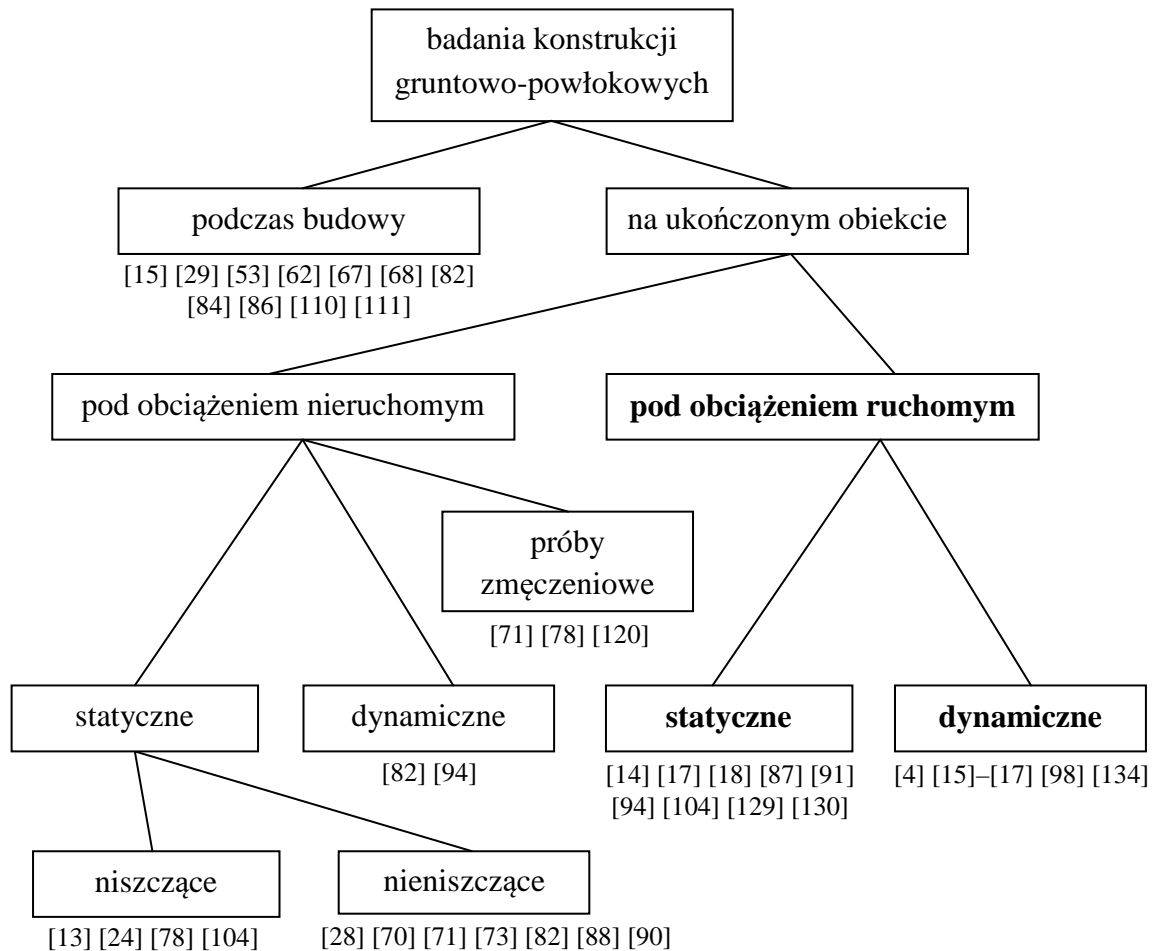 badania konstrukcji
gruntowo-powłokowych
podczas budowy
na ukończonym obiekcie
[15] [29] [53] [62] [67] [68] [82]
[84] [86] [110] [111]
pod obciążeniem nieruchomym
pod obciążeniem ruchomym
próby
zmęczeniowe
[71] [78] [120]
statyczne
dynamiczne
statyczne
dynamiczne
[82] [94]
[14] [17] [18] [87] [91]
[94] [104] [129] [130]
[4] [15]–[17] [98] [134]
niszczące
nieniszczące
[13] [24] [78] [104]
[28] [70] [71] [73] [82] [88] [90]